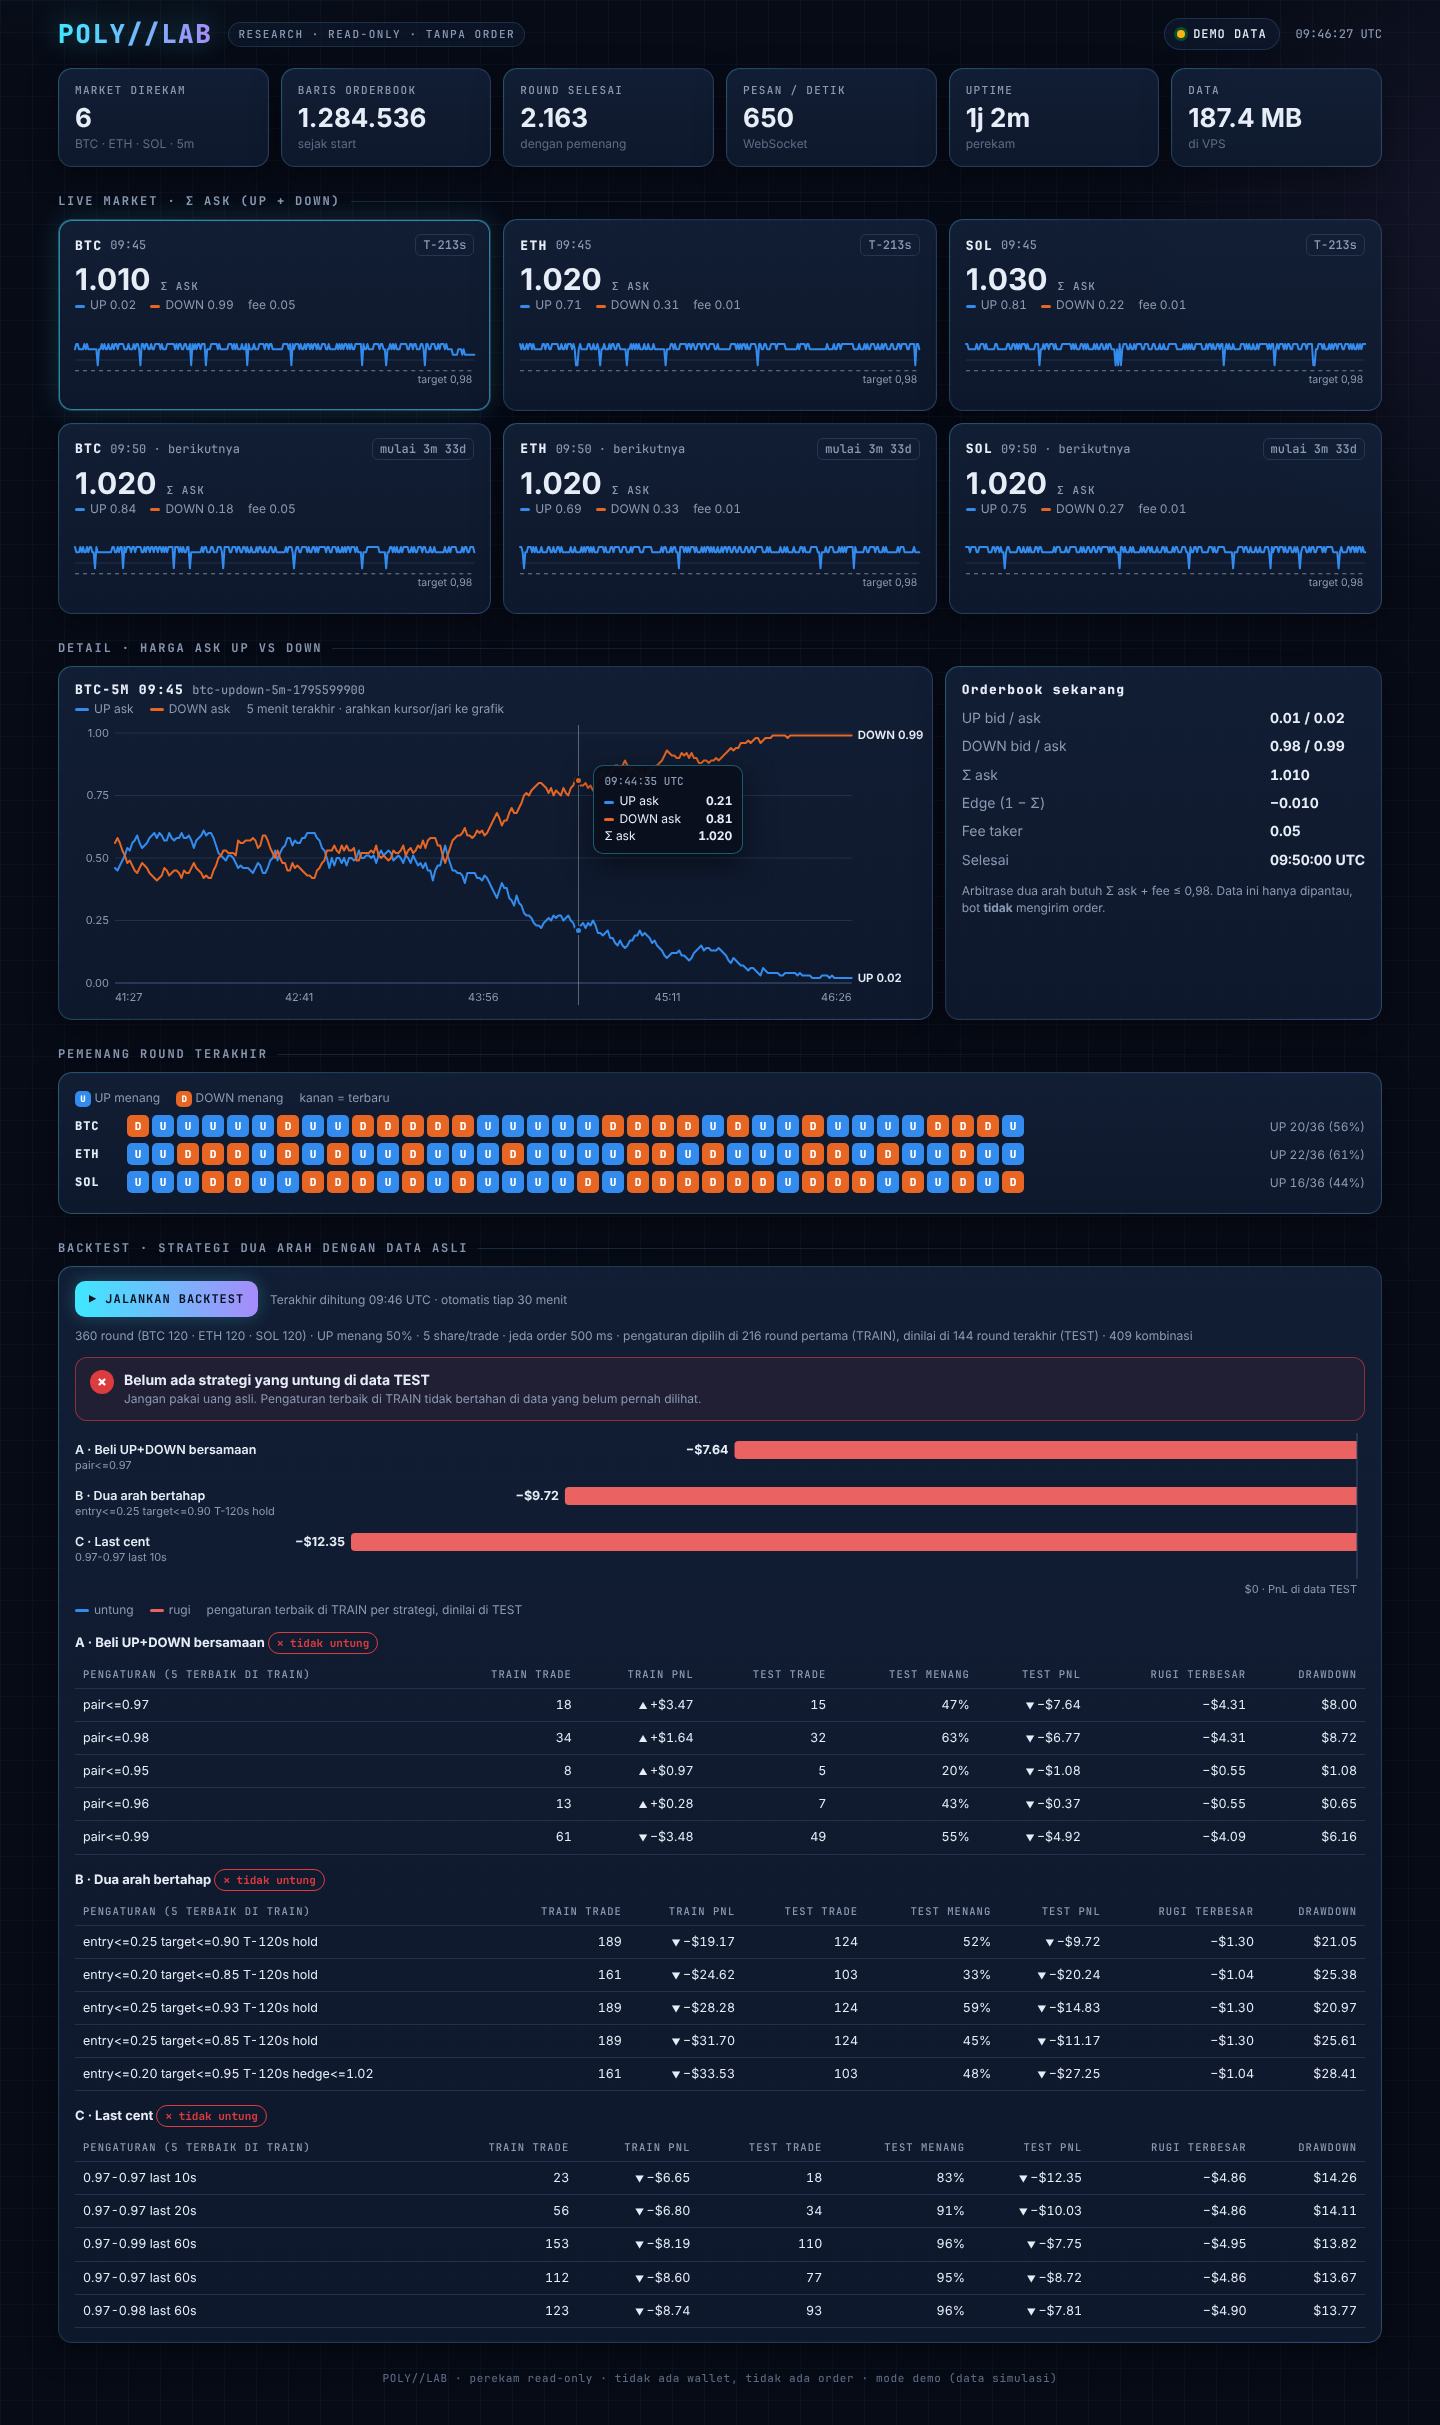 POLY//LAB RESEARCH · READ-ONLY · TANPA ORDER DEMO DATA 09:46:27 UTC
MARKET DIREKAM
6
BTC · ETH · SOL · 5m
BARIS ORDERBOOK
1.284.536
sejak start
ROUND SELESAI
2.163
dengan pemenang
PESAN / DETIK
650
WebSocket
UPTIME
1j 2m
perekam
DATA
187.4 MB
di VPS
LIVE MARKET · Σ ASK (UP + DOWN)
BTC 09:45 T-213s
1.010 Σ ASK
UP 0.02 DOWN 0.99 fee 0.05
target 0,98
ETH 09:45 T-213s
1.020 Σ ASK
UP 0.71 DOWN 0.31 fee 0.01
target 0,98
SOL 09:45 T-213s
1.030 Σ ASK
UP 0.81 DOWN 0.22 fee 0.01
target 0,98
BTC 09:50 · berikutnya mulai 3m 33d
1.020 Σ ASK
UP 0.84 DOWN 0.18 fee 0.05
target 0,98
ETH 09:50 · berikutnya mulai 3m 33d
1.020 Σ ASK
UP 0.69 DOWN 0.33 fee 0.01
target 0,98
SOL 09:50 · berikutnya mulai 3m 33d
1.020 Σ ASK
UP 0.75 DOWN 0.27 fee 0.01
target 0,98
DETAIL · HARGA ASK UP VS DOWN
BTC-5M 09:45 btc-updown-5m-1795599900
UP ask DOWN ask 5 menit terakhir · arahkan kursor/jari ke grafik
1.00
0.75
0.50
0.25
0.00
DOWN 0.99
UP 0.02
09:44:35 UTC
UP ask 0.21
DOWN ask 0.81
Σ ask 1.020
41:27 42:41 43:56 45:11 46:26
Orderbook sekarang
UP bid / ask 0.01 / 0.02
DOWN bid / ask 0.98 / 0.99
Σ ask 1.010
Edge (1 − Σ) −0.010
Fee taker 0.05
Selesai 09:50:00 UTC
Arbitrase dua arah butuh Σ ask + fee ≤ 0,98. Data ini hanya dipantau,
bot tidak mengirim order.
PEMENANG ROUND TERAKHIR
U UP menang D DOWN menang kanan = terbaru
BTC D U U U U U D U U D D D D D U U U U U D D D D U D U U D U U U U D D D U UP 20/36 (56%)
ETH U U D D D U D U D U U D U U U D U U U U D D U D U U U D D U D U U D U U UP 22/36 (61%)
SOL U U U D D U U D D D U D U D U U U U D U D D D D D D U D D D U D U D U D UP 16/36 (44%)
BACKTEST · STRATEGI DUA ARAH DENGAN DATA ASLI
▶ JALANKAN BACKTEST Terakhir dihitung 09:46 UTC · otomatis tiap 30 menit
360 round (BTC 120 · ETH 120 · SOL 120) · UP menang 50% · 5 share/trade · jeda order 500 ms · pengaturan dipilih di 216 round pertama (TRAIN), dinilai di 144 round terakhir (TEST) · 409 kombinasi
× Belum ada strategi yang untung di data TEST
Jangan pakai uang asli. Pengaturan terbaik di TRAIN tidak bertahan di data yang belum pernah dilihat.
A · Beli UP+DOWN bersamaan −$7.64
pair<=0.97
B · Dua arah bertahap −$9.72
entry<=0.25 target<=0.90 T-120s hold
C · Last cent −$12.35
0.97-0.97 last 10s
$0 · PnL di data TEST
untung rugi pengaturan terbaik di TRAIN per strategi, dinilai di TEST
A · Beli UP+DOWN bersamaan × tidak untung
PENGATURAN (5 TERBAIK DI TRAIN) TRAIN TRADE TRAIN PNL TEST TRADE TEST MENANG TEST PNL RUGI TERBESAR DRAWDOWN
pair<=0.97 18 ▲ +$3.47 15 47% ▼ −$7.64 −$4.31 $8.00
pair<=0.98 34 ▲ +$1.64 32 63% ▼ −$6.77 −$4.31 $8.72
pair<=0.95 8 ▲ +$0.97 5 20% ▼ −$1.08 −$0.55 $1.08
pair<=0.96 13 ▲ +$0.28 7 43% ▼ −$0.37 −$0.55 $0.65
pair<=0.99 61 ▼ −$3.48 49 55% ▼ −$4.92 −$4.09 $6.16
B · Dua arah bertahap × tidak untung
PENGATURAN (5 TERBAIK DI TRAIN) TRAIN TRADE TRAIN PNL TEST TRADE TEST MENANG TEST PNL RUGI TERBESAR DRAWDOWN
entry<=0.25 target<=0.90 T-120s hold 189 ▼ −$19.17 124 52% ▼ −$9.72 −$1.30 $21.05
entry<=0.20 target<=0.85 T-120s hold 161 ▼ −$24.62 103 33% ▼ −$20.24 −$1.04 $25.38
entry<=0.25 target<=0.93 T-120s hold 189 ▼ −$28.28 124 59% ▼ −$14.83 −$1.30 $20.97
entry<=0.25 target<=0.85 T-120s hold 189 ▼ −$31.70 124 45% ▼ −$11.17 −$1.30 $25.61
entry<=0.20 target<=0.95 T-120s hedge<=1.02 161 ▼ −$33.53 103 48% ▼ −$27.25 −$1.04 $28.41
C · Last cent × tidak untung
PENGATURAN (5 TERBAIK DI TRAIN) TRAIN TRADE TRAIN PNL TEST TRADE TEST MENANG TEST PNL RUGI TERBESAR DRAWDOWN
0.97-0.97 last 10s 23 ▼ −$6.65 18 83% ▼ −$12.35 −$4.86 $14.26
0.97-0.97 last 20s 56 ▼ −$6.80 34 91% ▼ −$10.03 −$4.86 $14.11
0.97-0.99 last 60s 153 ▼ −$8.19 110 96% ▼ −$7.75 −$4.95 $13.82
0.97-0.97 last 60s 112 ▼ −$8.60 77 95% ▼ −$8.72 −$4.86 $13.67
0.97-0.98 last 60s 123 ▼ −$8.74 93 96% ▼ −$7.81 −$4.90 $13.77
POLY//LAB · perekam read-only · tidak ada wallet, tidak ada order · mode demo (data simulasi)